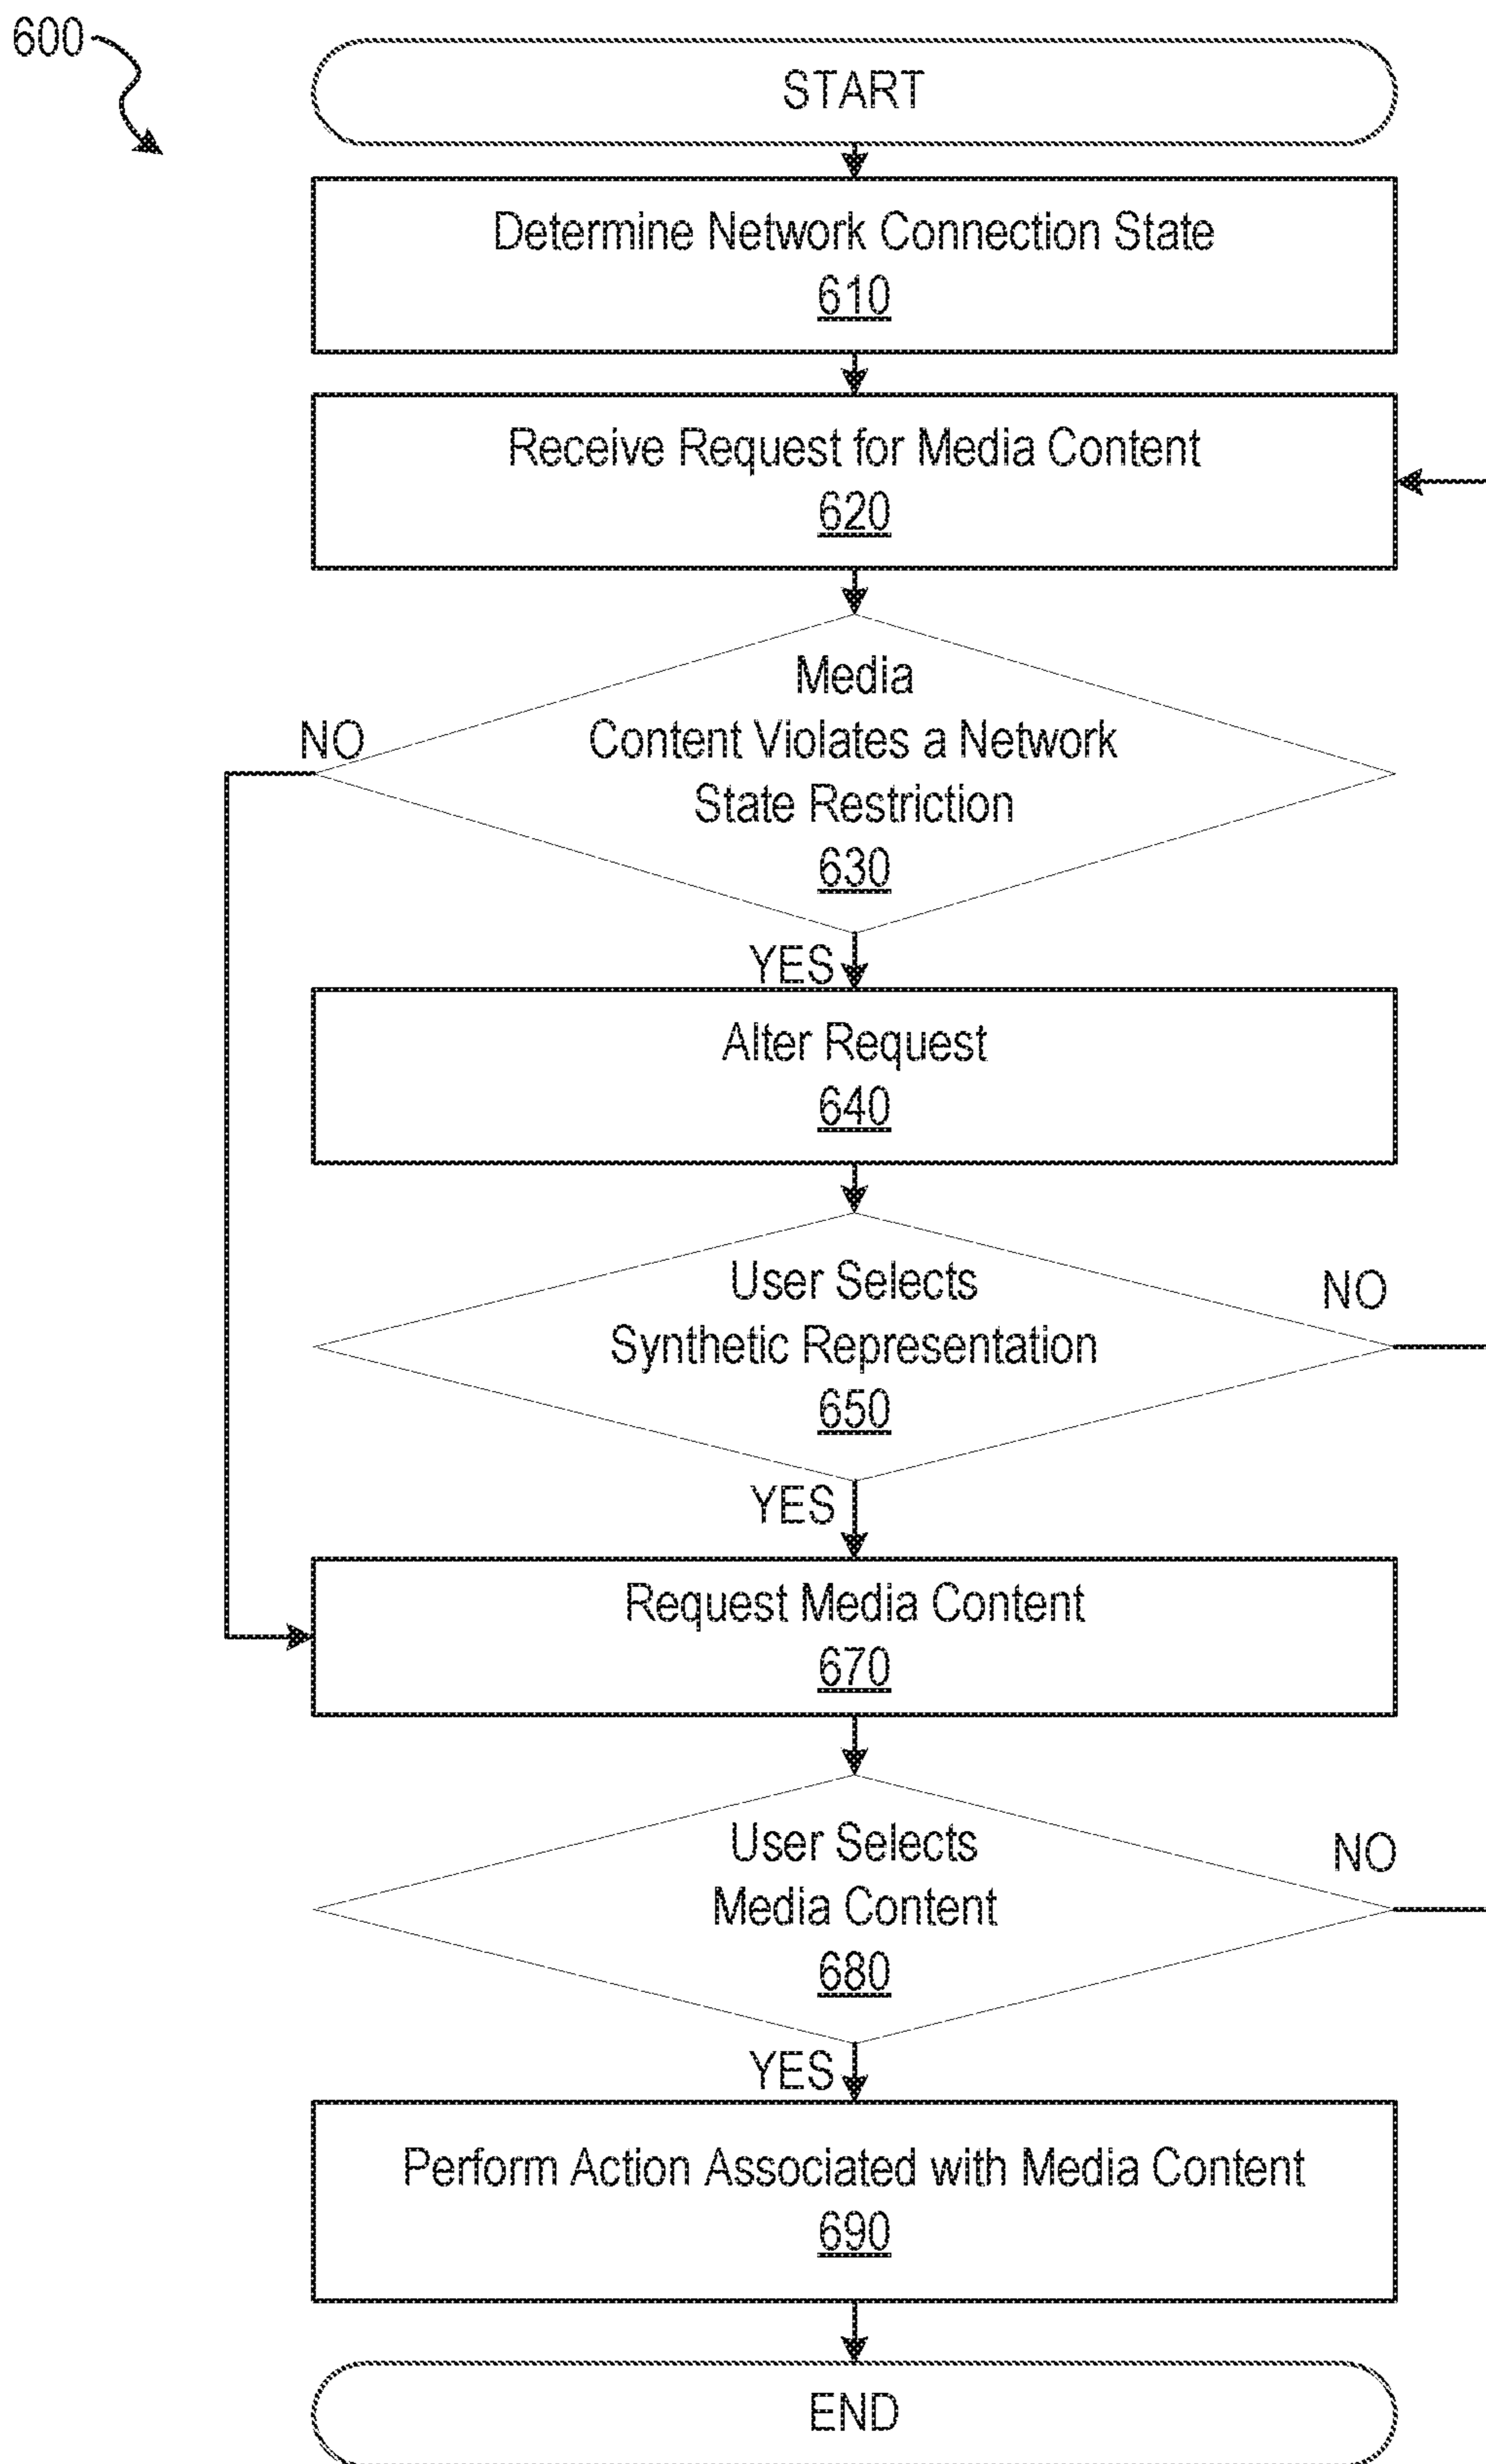 600
START
Determine Network Connection State
610
Receive Request for Media Content
620
Media
Content Violates a Network
State Restriction
630
NO
YES
Alter Request
640
User Selects
Synthetic Representation
650
NO
YES
Request Media Content
670
User Selects
Media Content
680
NO
YES
Perform Action Associated with Media Content
690
END